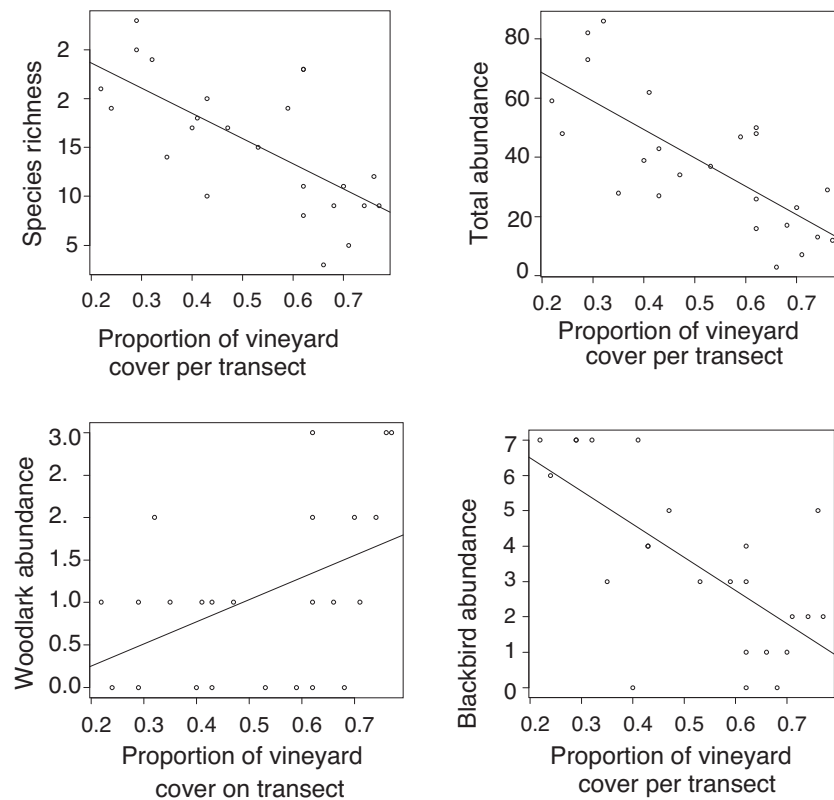 2
2
15
10
5
Species richness
0.2 0.3 0.4 0.5 0.6 0.7
Proportion of vineyard
cover per transect
80
60
40
20
0
Total abundance
0.2 0.3 0.4 0.5 0.6 0.7
Proportion of vineyard
cover per transect
3.0
2.
2.
1.5
1.0
0.5
0.0
Woodlark abundance
0.2 0.3 0.4 0.5 0.6 0.7
Proportion of vineyard
cover on transect
7
6
5
4
3
2
1
0
Blackbird abundance
0.2 0.3 0.4 0.5 0.6 0.7
Proportion of vineyard
cover per transect